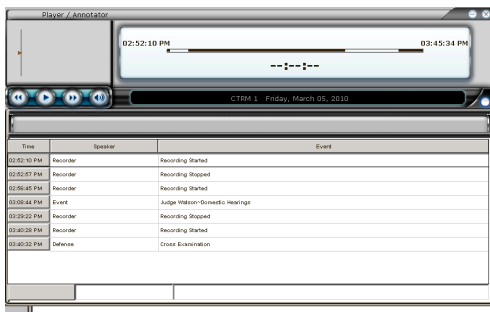 Player / Annotator
02:52:10 PM
03:45:34 PM
--:--:--
CTRM 1 Friday, March 05, 2010
Time Speaker Event
02:52:10 PM Recorder Recording Started
02:52:57 PM Recorder Recording Stopped
02:56:45 PM Recorder Recording Started
03:08:44 PM Event Judge Watson~Domestic Hearings
03:29:22 PM Recorder Recording Stopped
03:40:28 PM Recorder Recording Started
03:40:32 PM Defense Cross Examination